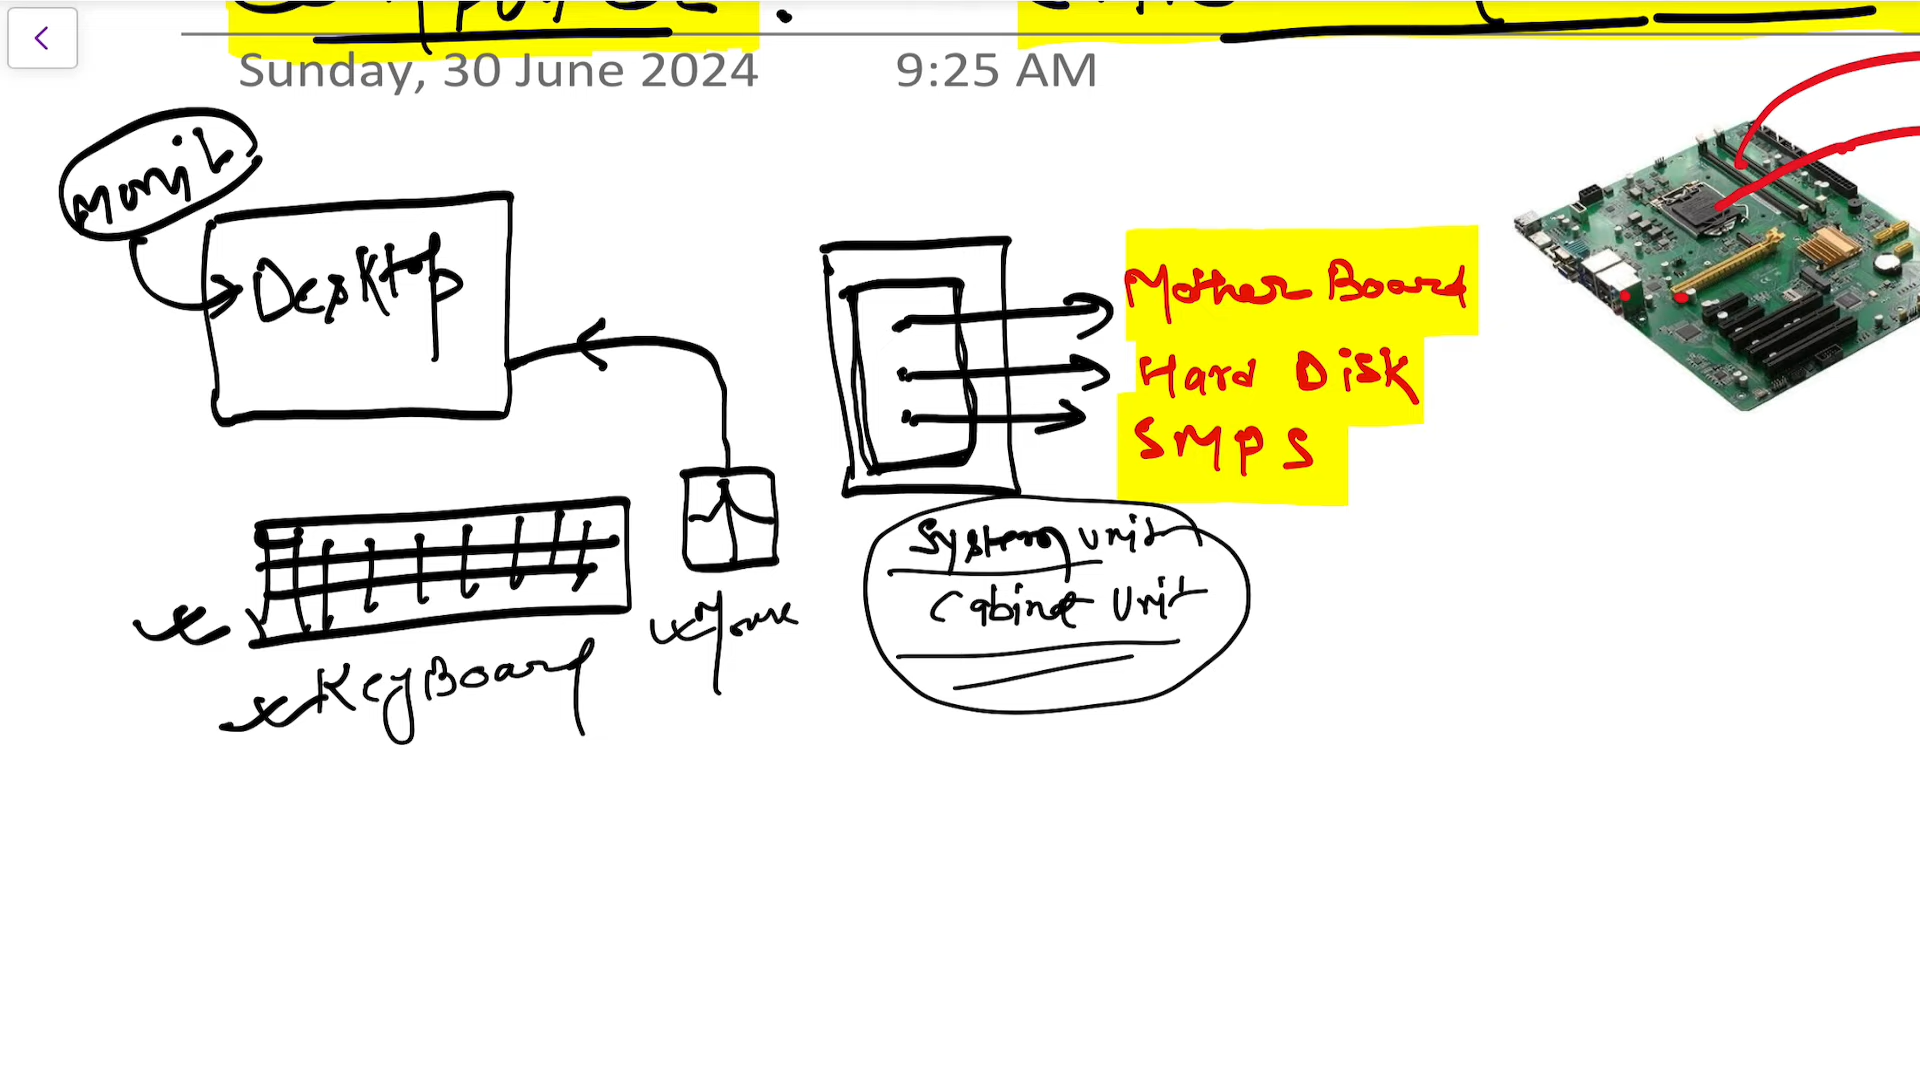 Sunday, 30 June 2024 9:25 AM
Monit
Desktop
Mother Board
Hard Disk
SMPS
System unit
Cabinet Unit
Mouse
KeyBoard